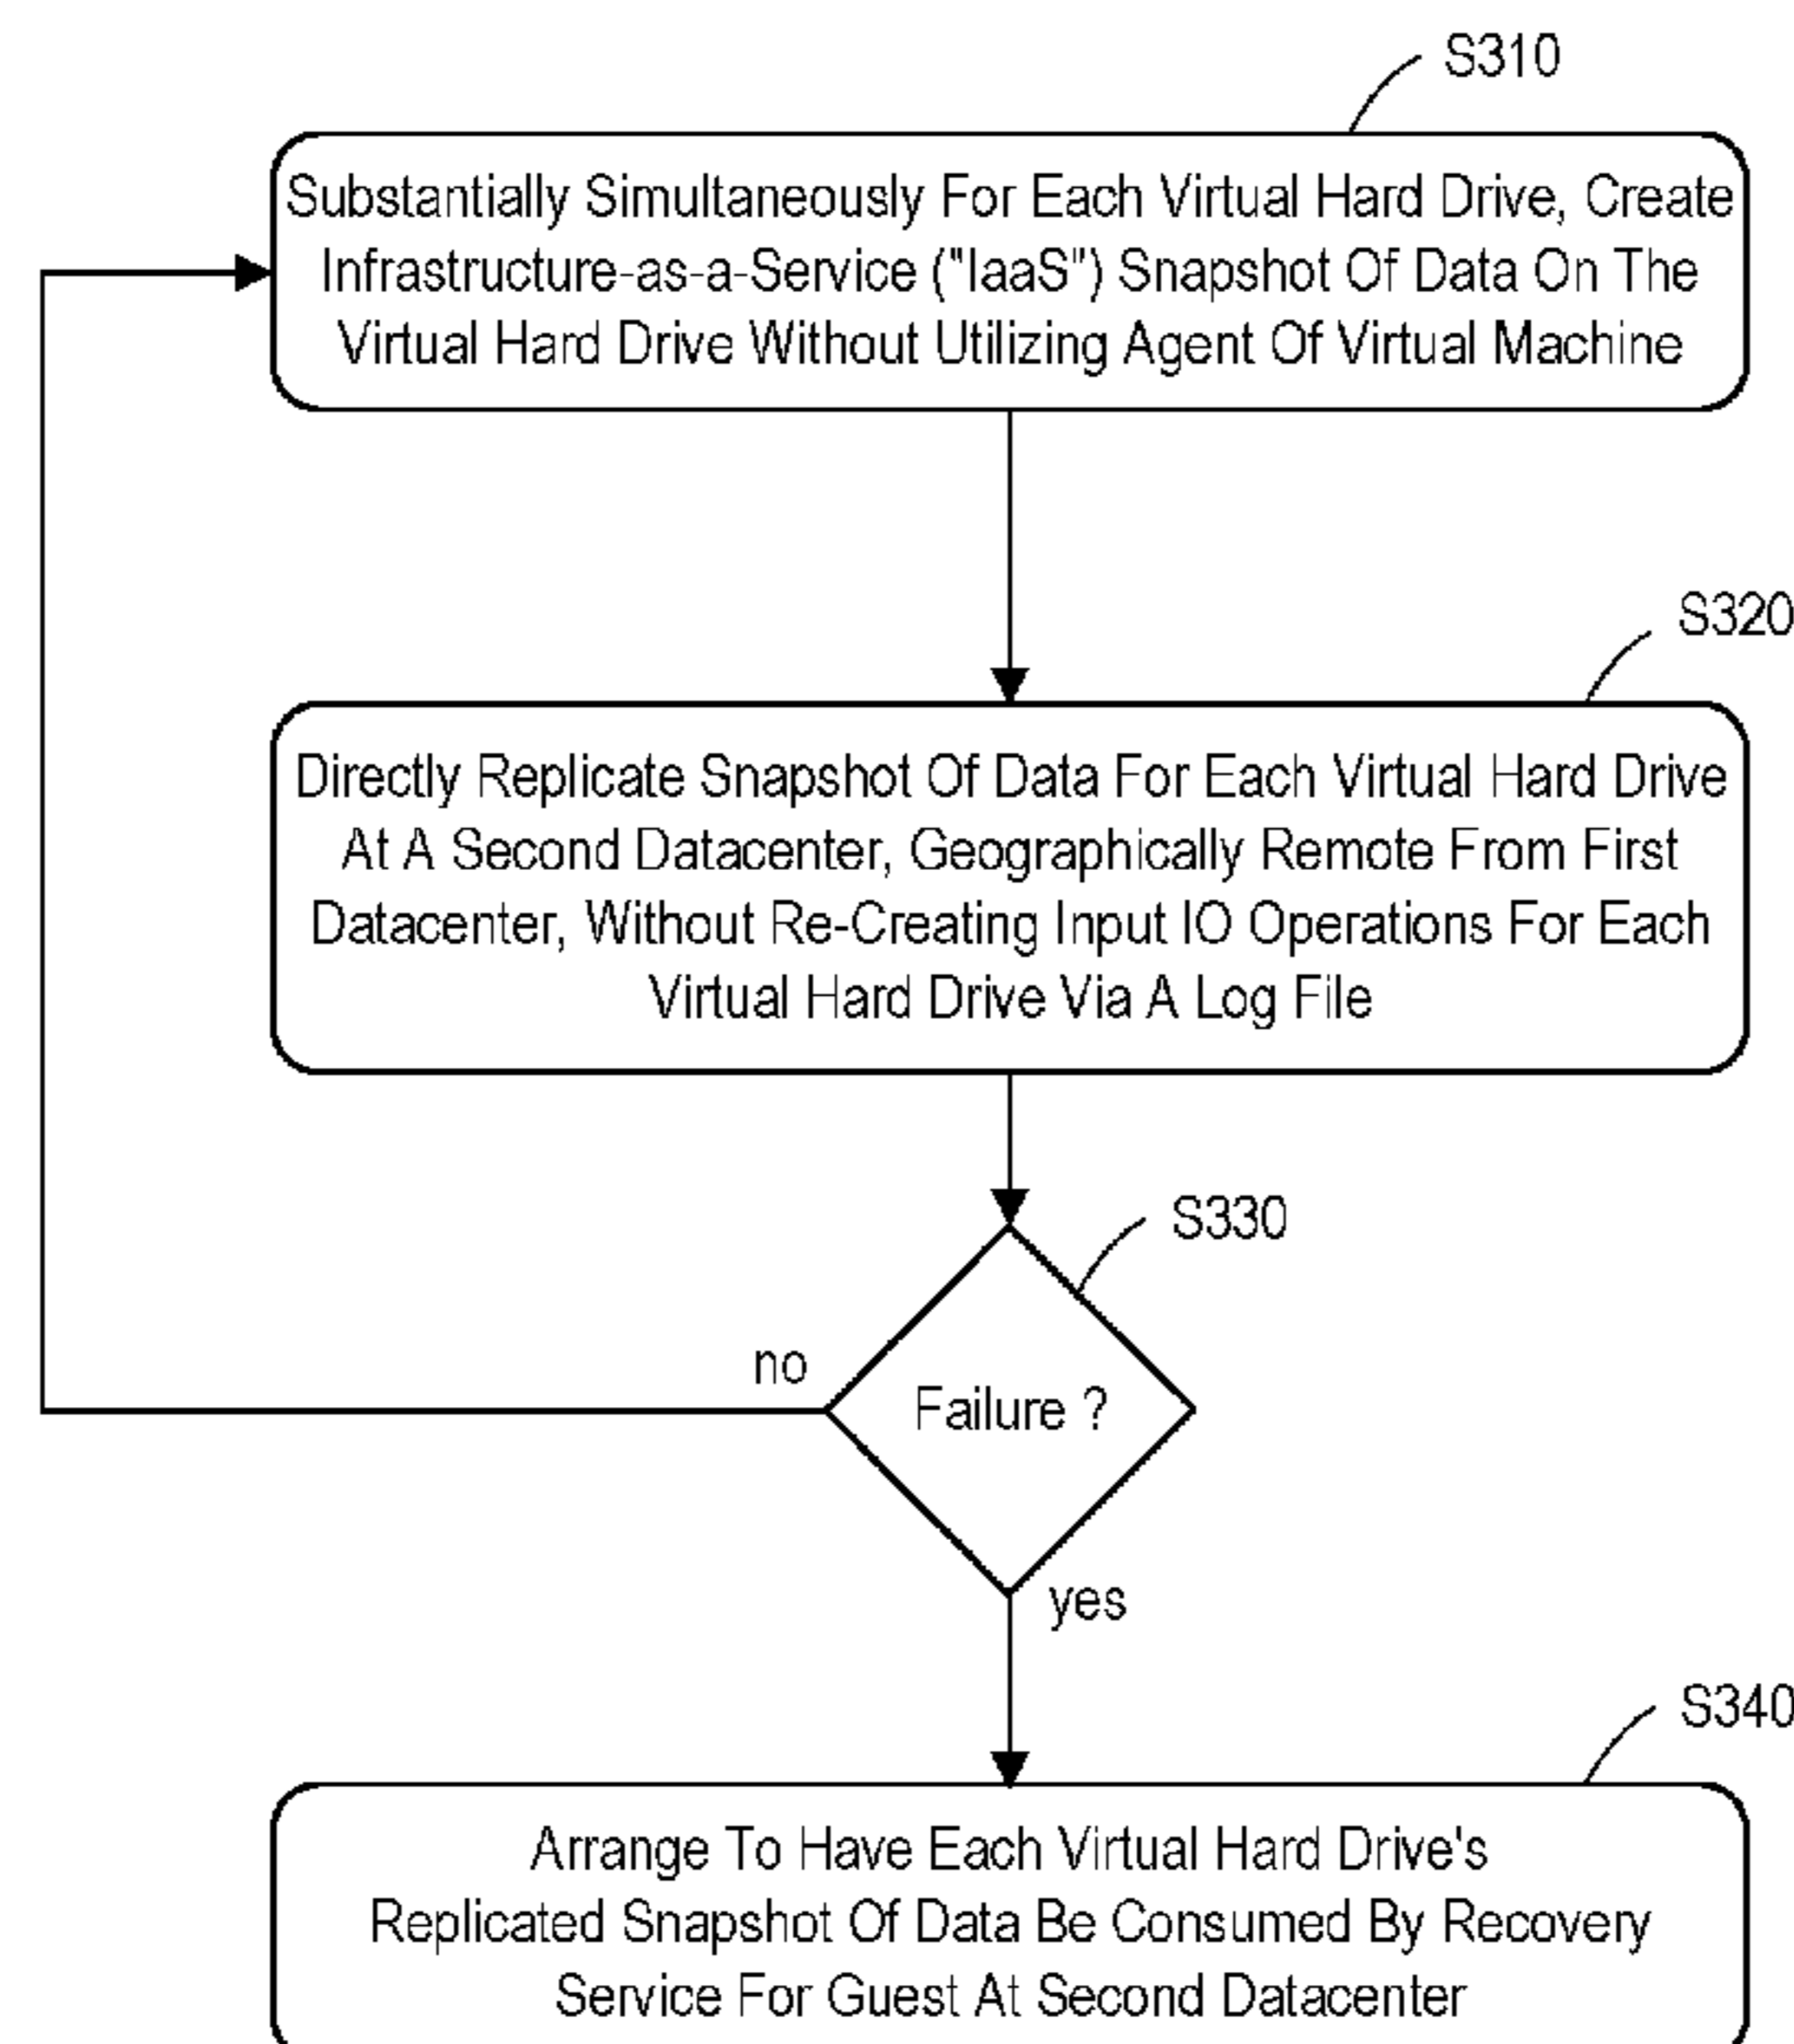 S310
Substantially Simultaneously For Each Virtual Hard Drive, Create
Infrastructure-as-a-Service ("IaaS") Snapshot Of Data On The
Virtual Hard Drive Without Utilizing Agent Of Virtual Machine
S320
Directly Replicate Snapshot Of Data For Each Virtual Hard Drive
At A Second Datacenter, Geographically Remote From First
Datacenter, Without Re-Creating Input IO Operations For Each
Virtual Hard Drive Via A Log File
S330
no
Failure ?
yes
S340
Arrange To Have Each Virtual Hard Drive's
Replicated Snapshot Of Data Be Consumed By Recovery
Service For Guest At Second Datacenter